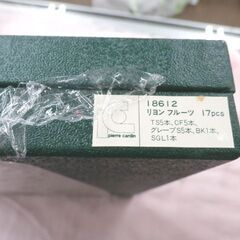 pierre cardin
18612
リヨン フルーツ 17pcs
TS5本、CF5本、
グレープS5本、BK1本、
SGL1本